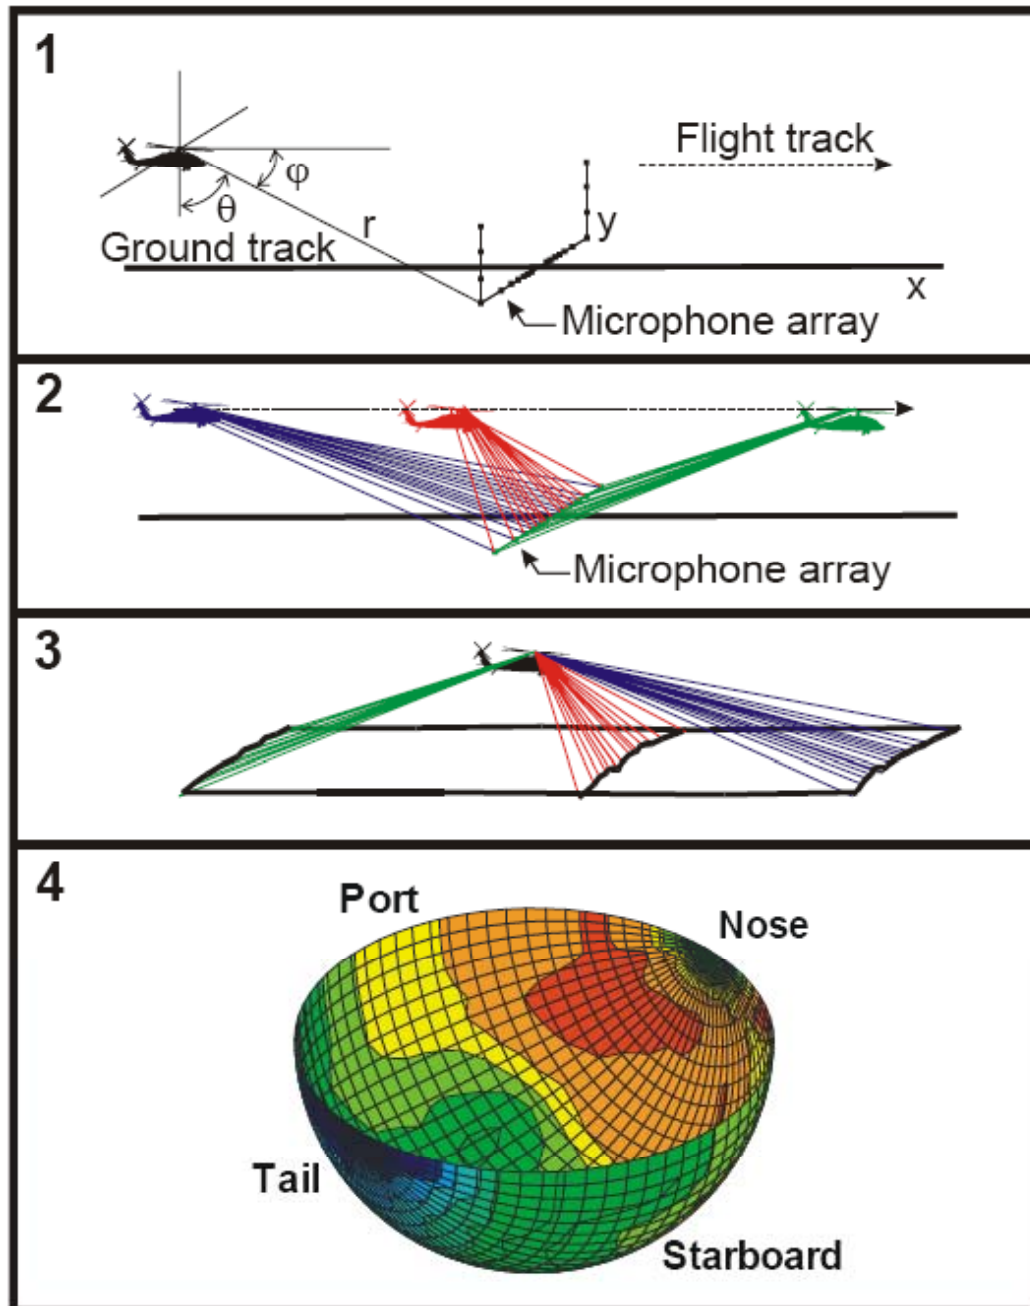 1
Flight track
φ
θ
r
y
Ground track
x
Microphone array
2
Microphone array
3
4
Port
Nose
Tail
Starboard